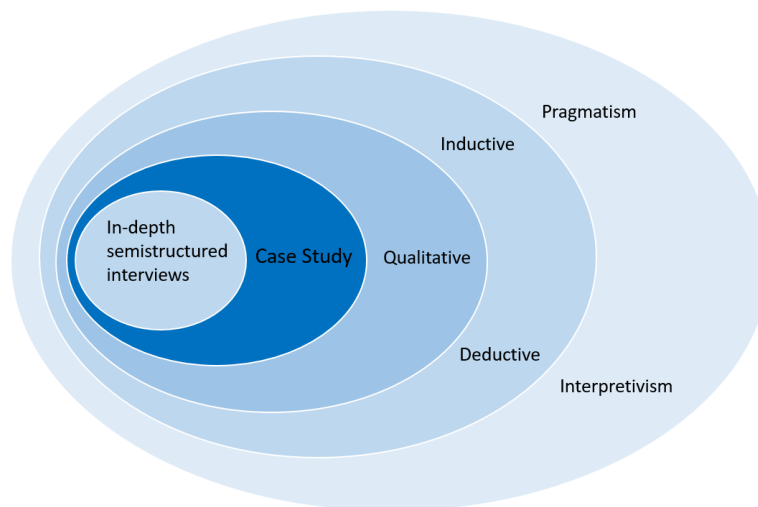 Pragmatism
Inductive
In-depth
semistructured
interviews
Case Study
Qualitative
Deductive
Interpretivism